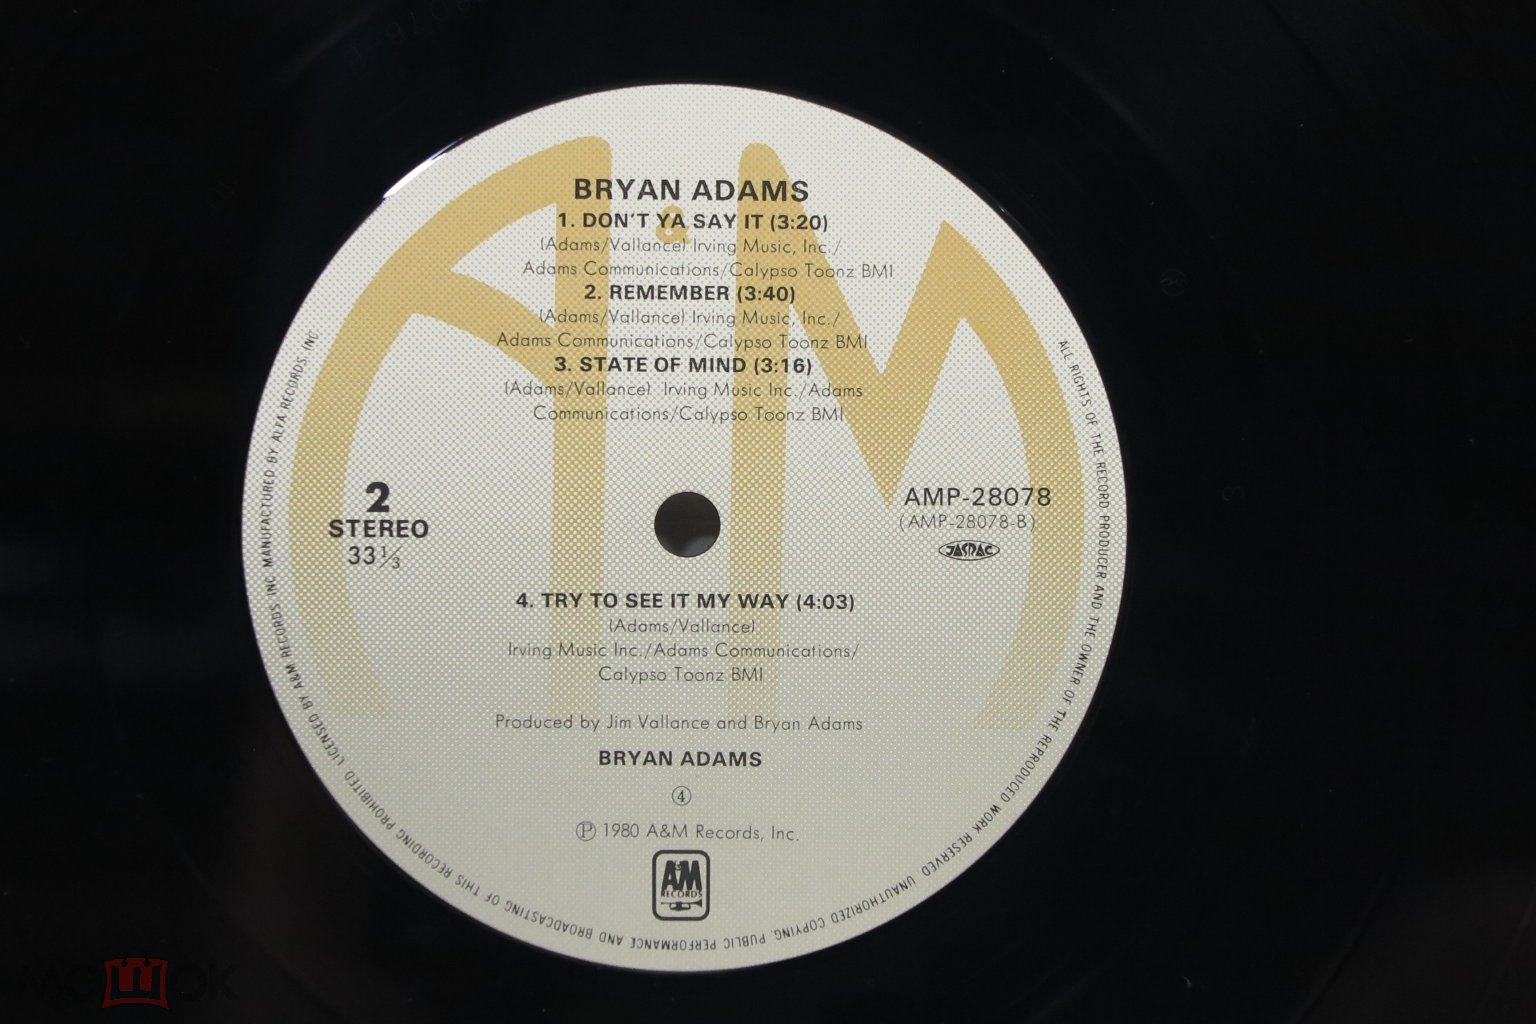 BRYAN ADAMS
1. DON'T YA SAY IT (3:20)
(Adams/Vallance) Irving Music, Inc./
Adams Communications/Calypso Toonz BMI
2. REMEMBER (3:40)
(Adams/Vallance) Irving Music, Inc./
Adams Communications/Calypso Toonz BMI
3. STATE OF MIND (3:16)
(Adams/Vallance) Irving Music Inc./Adams
Communications/Calypso Toonz BMI
2
STEREO
33⅓
AMP-28078
(AMP-28078-B)
JASRAC
4. TRY TO SEE IT MY WAY (4:03)
(Adams/Vallance)
Irving Music Inc./Adams Communications/
Calypso Toonz BMI
Produced by Jim Vallance and Bryan Adams
BRYAN ADAMS
④
Ⓟ 1980 A&M Records, Inc.
A&M
RECORDS
ALL RIGHTS OF THE RECORD PRODUCER AND THE OWNER OF THE REPRODUCED WORK RESERVED. UNAUTHORIZED COPYING, PUBLIC PERFORMANCE AND BROADCASTING OF THIS RECORDING PROHIBITED. LICENSED BY A&M RECORDS INC. MANUFACTURED BY ALFA RECORDS, INC.
A&M
мешок